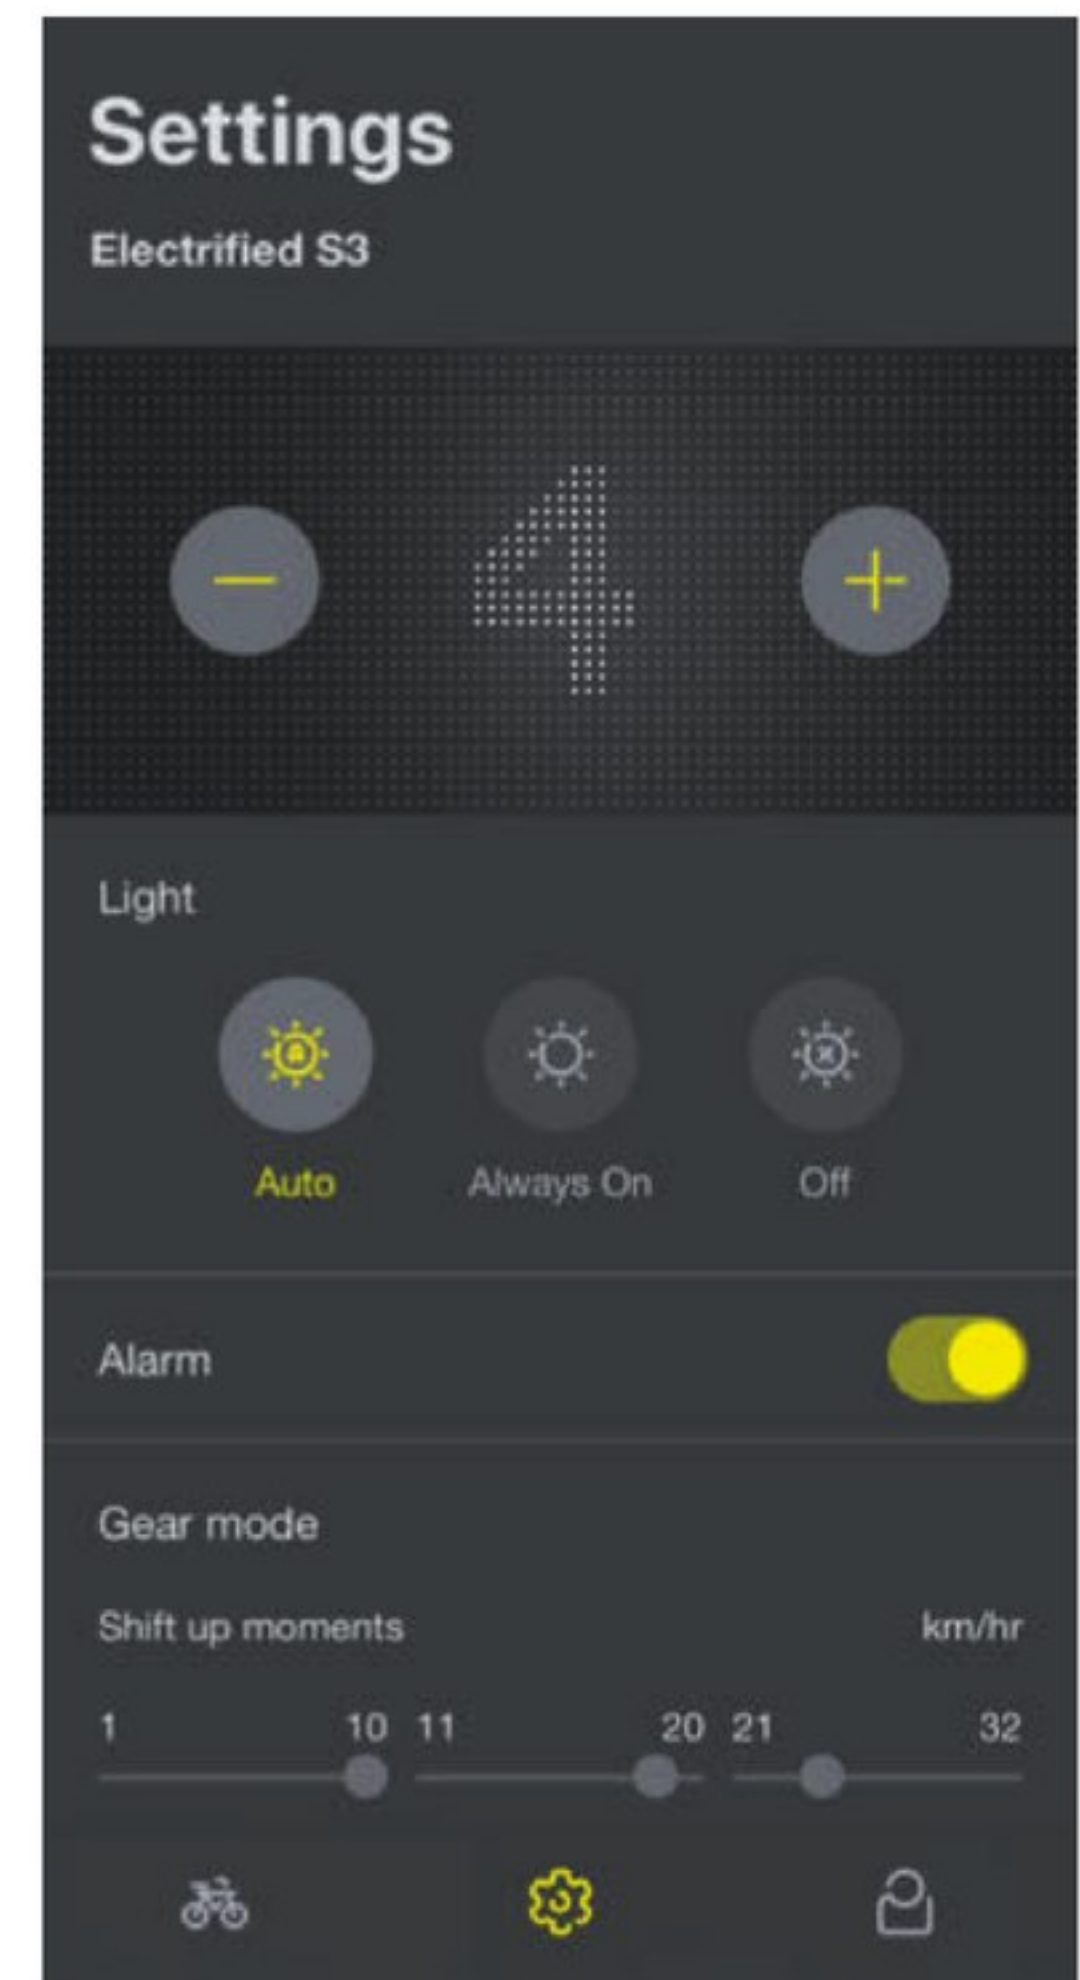 Settings
Electrified S3
4
Light
Auto Always On Off
Alarm
Gear mode
Shift up moments km/hr
1 10 11 20 21 32